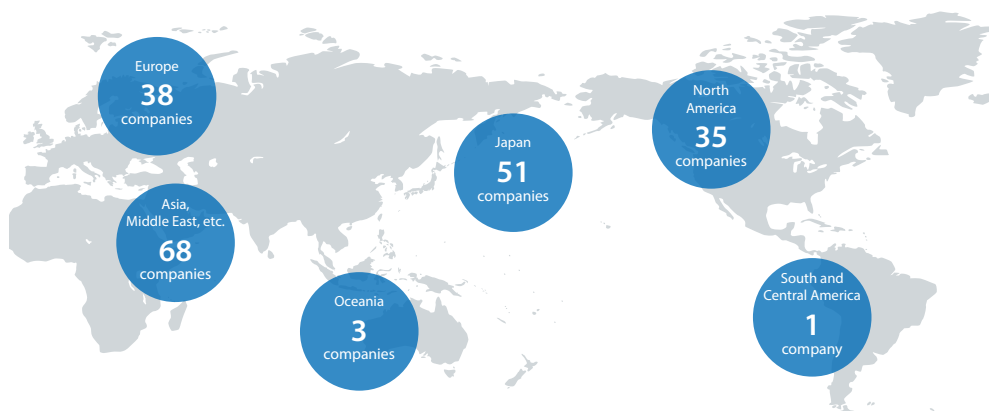 Europe
38
companies
North
America
35
companies
Japan
51
companies
Asia,
Middle East, etc.
68
companies
Oceania
3
companies
South and
Central America
1
company